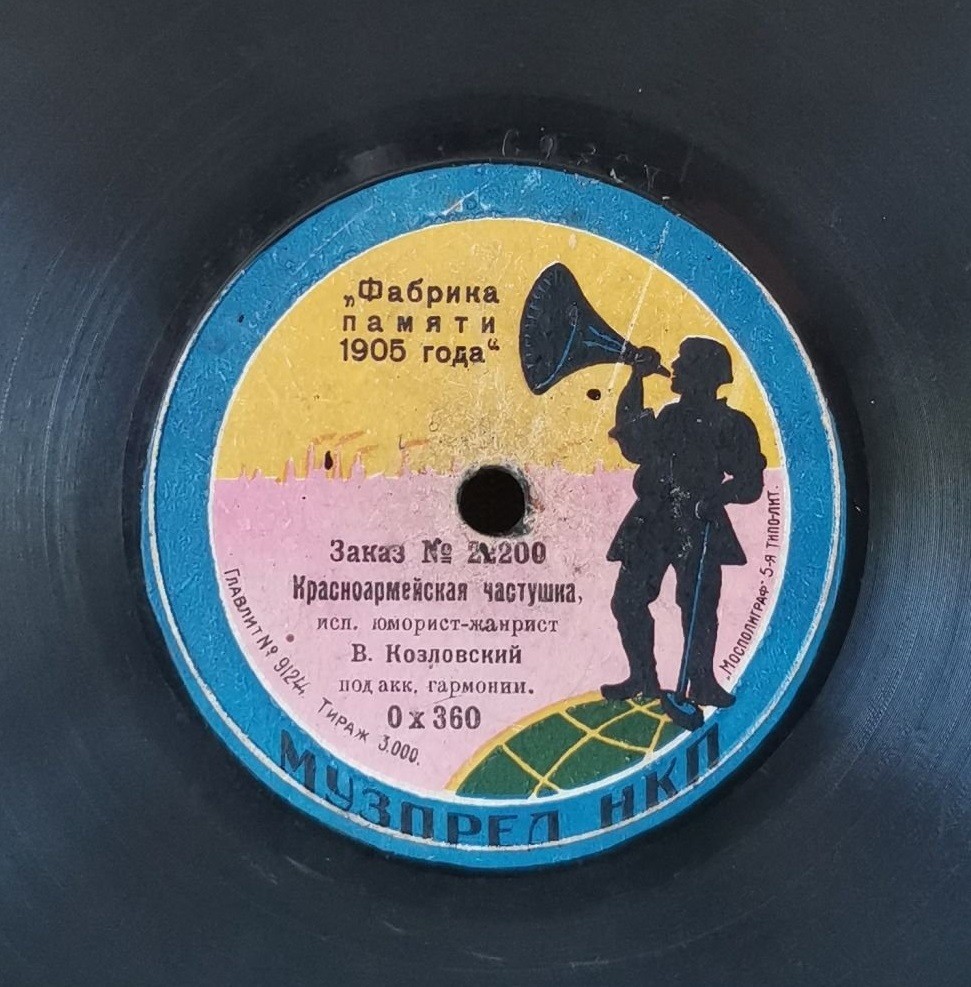 „Фабрика
памяти
1905 года“
Заказ №
Красноармейская частушка,
исп. юморист-жанрист
В. Козловский
под акк. гармонии.
0 х 360
Главлит № 91244. Тираж 3.000.
„Мосполиграф" 5-я типо-лит.
МУЗПРЕД НКП